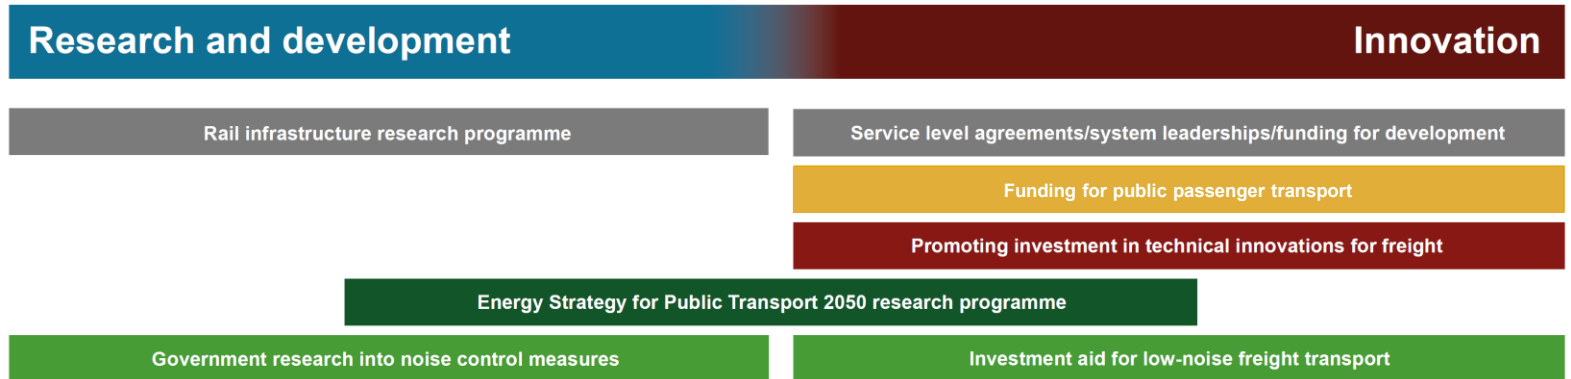 Research and development
Innovation
Rail infrastructure research programme
Service level agreements/system leaderships/funding for development
Funding for public passenger transport
Promoting investment in technical innovations for freight
Energy Strategy for Public Transport 2050 research programme
Government research into noise control measures
Investment aid for low-noise freight transport